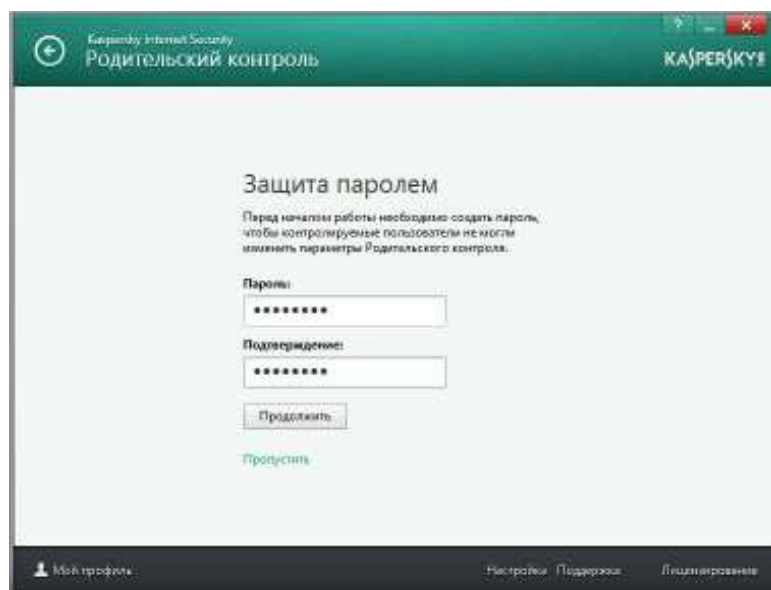 Kaspersky Internet Security
Родительский контроль
KASPERSKY
Защита паролем
Перед началом работы необходимо создать пароль,
чтобы контролируемые пользователи не могли
изменить параметры Родительского контроля.
Пароль:
Подтверждение:
Продолжить
Пропустить
Мой профиль
Настройка Поддержка Лицензирование